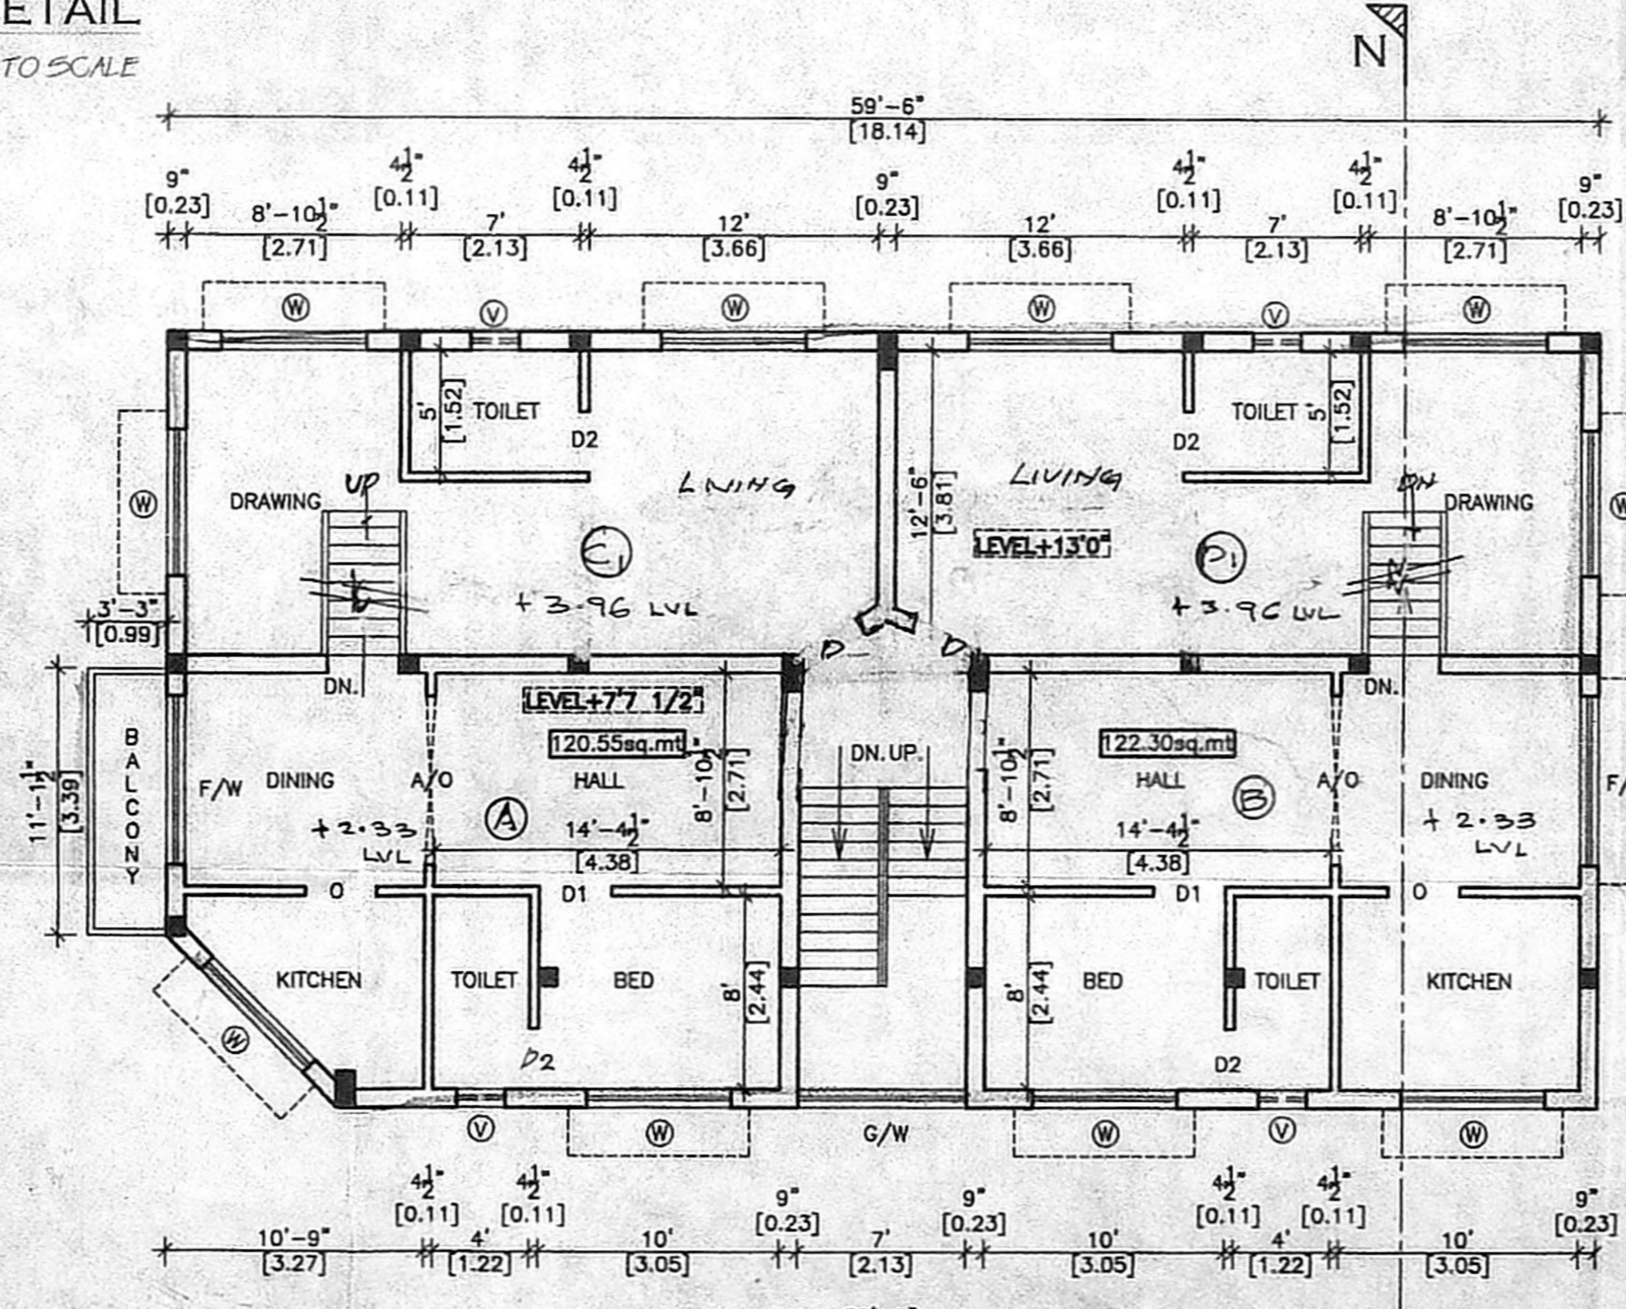 ETAIL
TO SCALE
N
59'-6"
[18.14]
4½"
4½"
4½"
4½"
9"
[0.23]
[0.11]
[0.11]
9"
[0.23]
[0.11]
[0.11]
9"
[0.23]
8'-10½"
[2.71]
7'
[2.13]
12'
[3.66]
12'
[3.66]
7'
[2.13]
8'-10½"
[2.71]
W
V
W
W
V
W
5'
[1.52]
TOILET
D2
TOILET
D2
5'
[1.52]
W
DRAWING
UP
LIVING
12'-6"
[3.81]
LIVING
DN
DRAWING
W
LEVEL+13'0"
C1
D1
+3.96 LVL
+3.96 LVL
3'-3"
[0.99]
D
D
DN.
DN.
LEVEL+7'7 1/2"
120.55sq.mt
122.30sq.mt
BALCONY
11'-1½"
[3.39]
F/W
DINING
A/O
HALL
8'-10½"
[2.71]
DN.UP.
8'-10½"
[2.71]
HALL
A/O
DINING
F/
A
B
+2.33
LVL
14'-4½"
[4.38]
14'-4½"
[4.38]
+2.33
LVL
O
D1
D1
O
KITCHEN
TOILET
BED
8'
[2.44]
8'
[2.44]
BED
TOILET
KITCHEN
W
D2
D2
V
W
G/W
W
V
W
4½"
[0.11]
4½"
[0.11]
9"
[0.23]
9"
[0.23]
4½"
[0.11]
4½"
[0.11]
9"
[0.23]
10'-9"
[3.27]
4'
[1.22]
10'
[3.05]
7'
[2.13]
10'
[3.05]
4'
[1.22]
10'
[3.05]